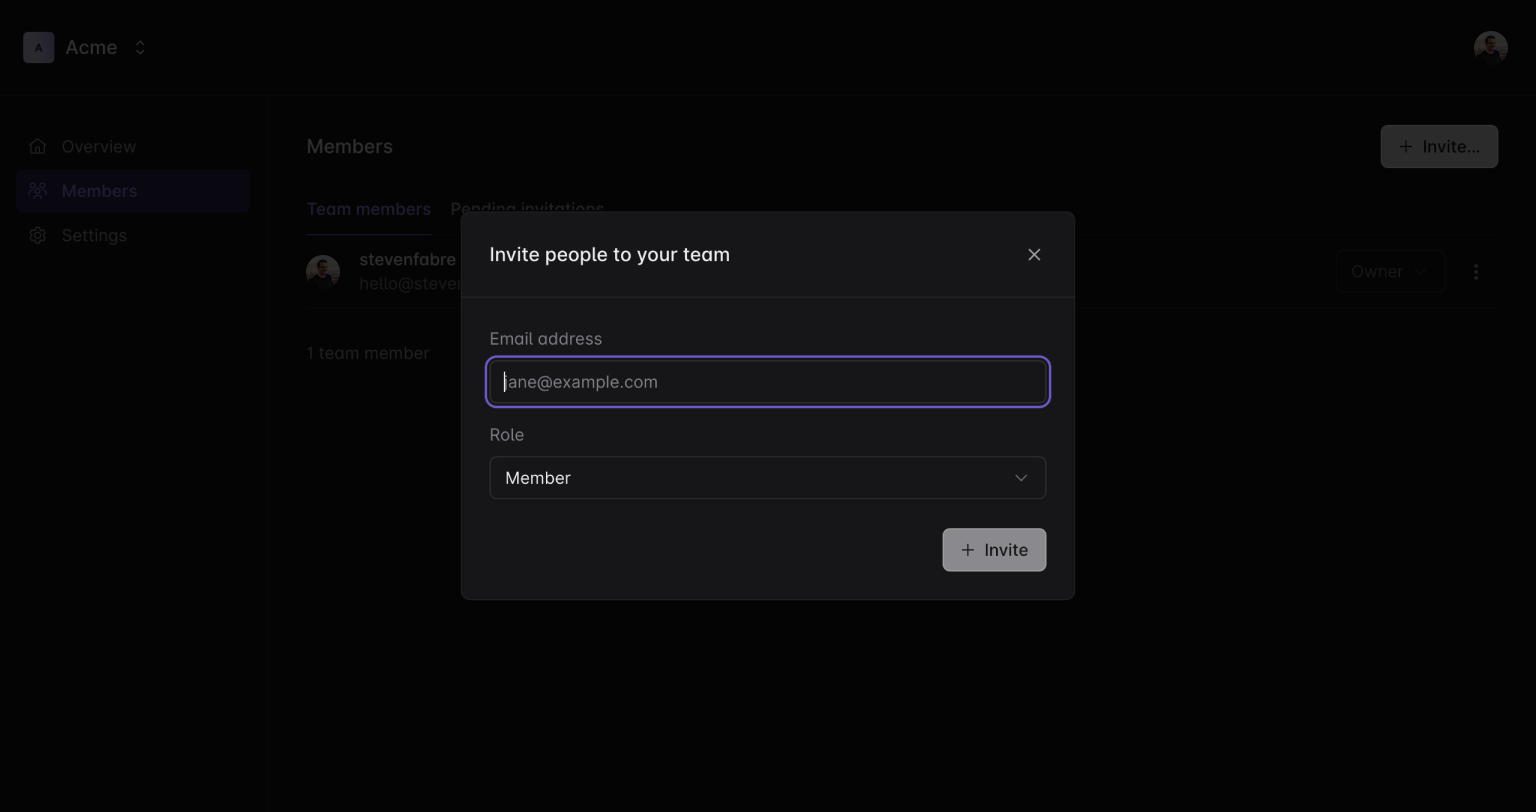 A Acme
Overview
Members
Settings
Members
Invite...
Team members Pending invitations
stevenfabre
hello@steven
Owner
1 team member
Invite people to your team
Email address
jane@example.com
Role
Member
Invite